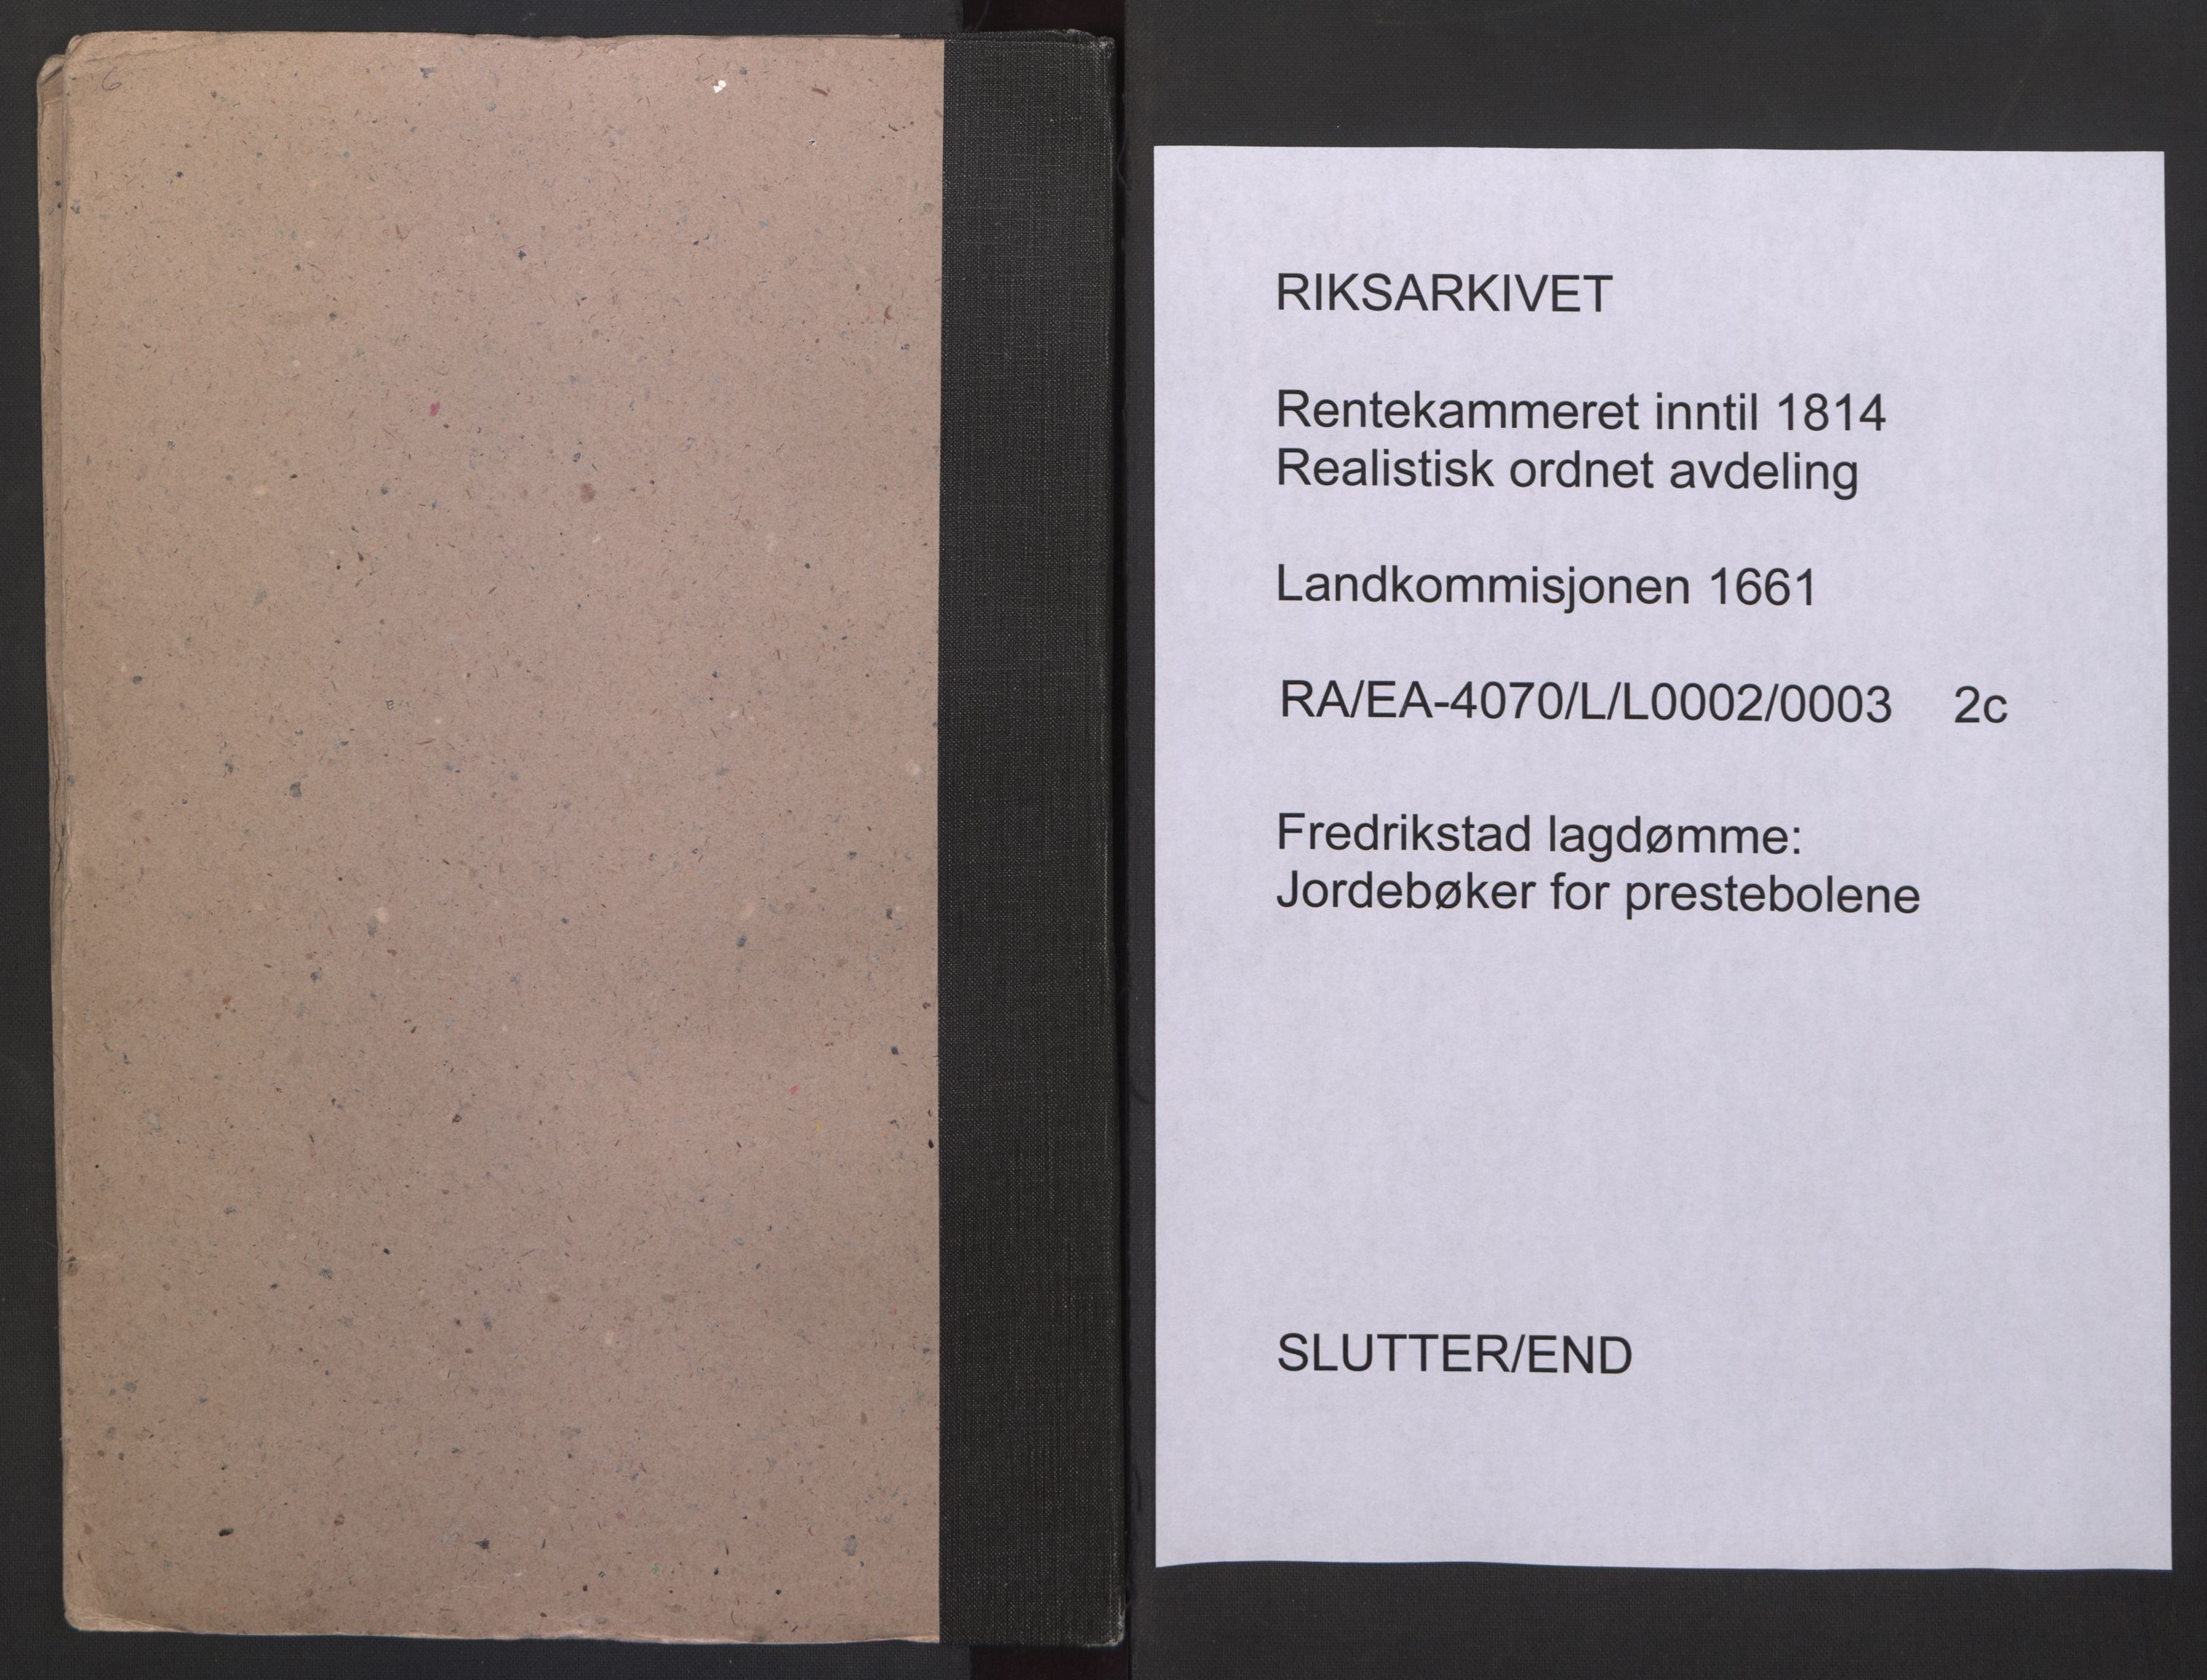 6
RIKSARKIVET
Rentekammeret inntil 1814
Realistisk ordnet avdeling
Landkommisjonen 1661
RA/EA-4070/L/L0002/0003 2c
Fredrikstad lagdømme:
Jordebøker for prestebolene
SLUTTER/END